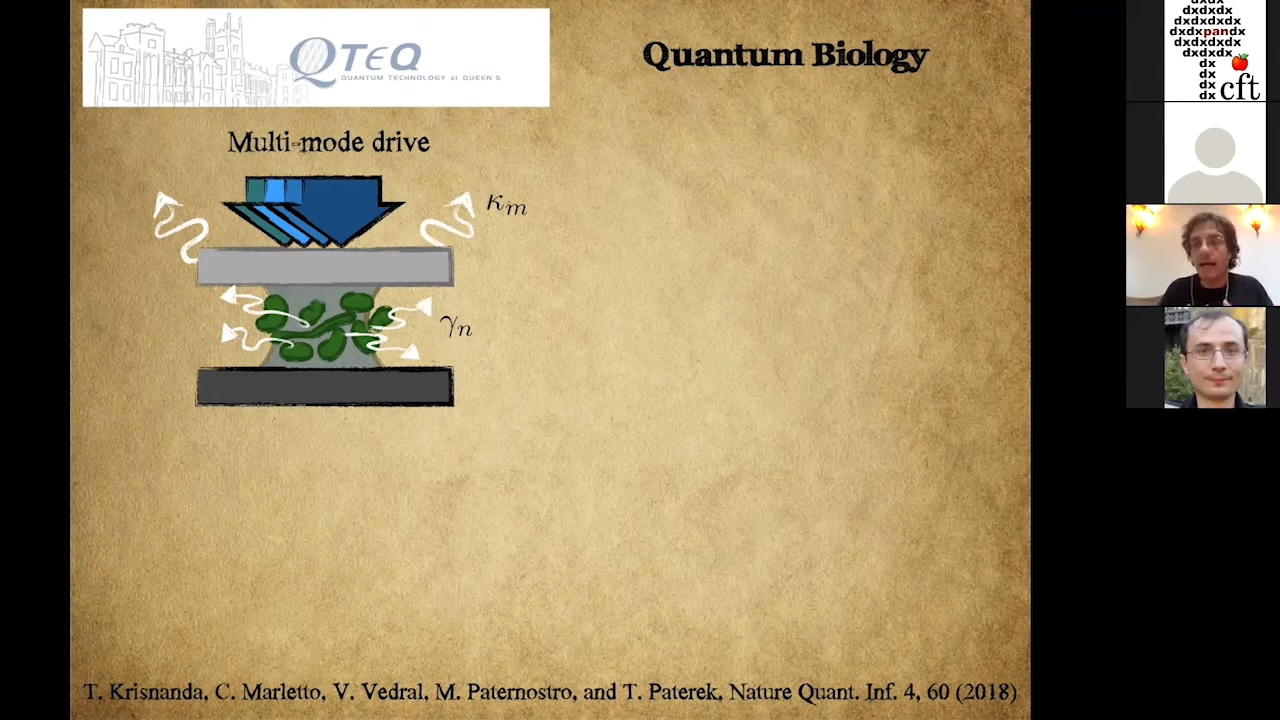 QTEQ
QUANTUM TECHNOLOGY at QUEEN'S
Quantum Biology
Multi-mode drive
κm
γn
T. Krisnanda, C. Marletto, V. Vedral, M. Paternostro, and T. Paterek, Nature Quant. Inf. 4, 60 (2018)
dxdx
dxdxdx
dxdxdxdx
dxdxpandx
dxdxdxdx
dxdxdx
dx
dx
dx
dx cft